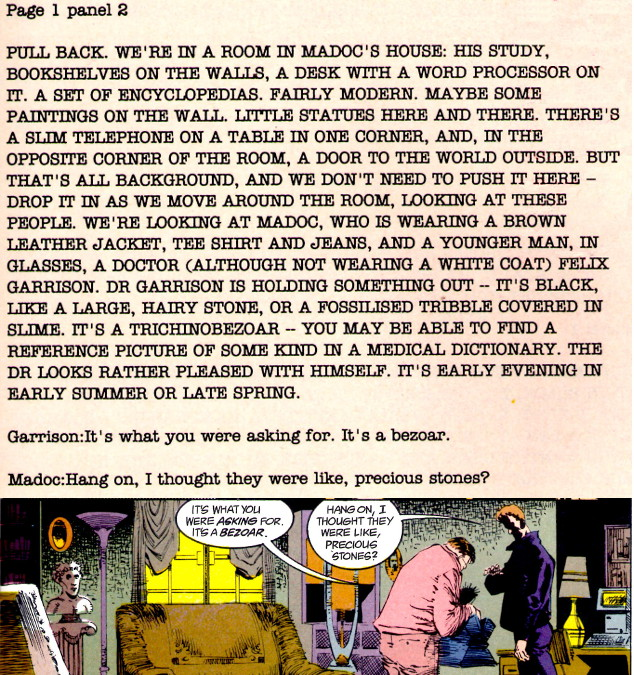 Page 1 panel 2
PULL BACK. WE'RE IN A ROOM IN MADOC'S HOUSE: HIS STUDY,
BOOKSHELVES ON THE WALLS, A DESK WITH A WORD PROCESSOR ON
IT. A SET OF ENCYCLOPEDIAS. FAIRLY MODERN. MAYBE SOME
PAINTINGS ON THE WALL. LITTLE STATUES HERE AND THERE. THERE'S
A SLIM TELEPHONE ON A TABLE IN ONE CORNER, AND, IN THE
OPPOSITE CORNER OF THE ROOM, A DOOR TO THE WORLD OUTSIDE. BUT
THAT'S ALL BACKGROUND, AND WE DON'T NEED TO PUSH IT HERE –
DROP IT IN AS WE MOVE AROUND THE ROOM, LOOKING AT THESE
PEOPLE. WE'RE LOOKING AT MADOC, WHO IS WEARING A BROWN
LEATHER JACKET, TEE SHIRT AND JEANS, AND A YOUNGER MAN, IN
GLASSES, A DOCTOR (ALTHOUGH NOT WEARING A WHITE COAT) FELIX
GARRISON. DR GARRISON IS HOLDING SOMETHING OUT -- IT'S BLACK,
LIKE A LARGE, HAIRY STONE, OR A FOSSILISED TRIBBLE COVERED IN
SLIME. IT'S A TRICHINOBEZOAR -- YOU MAY BE ABLE TO FIND A
REFERENCE PICTURE OF SOME KIND IN A MEDICAL DICTIONARY. THE
DR LOOKS RATHER PLEASED WITH HIMSELF. IT'S EARLY EVENING IN
EARLY SUMMER OR LATE SPRING.
Garrison:It's what you were asking for. It's a bezoar.
Madoc:Hang on, I thought they were like, precious stones?
IT'S WHAT YOU
WERE ASKING FOR.
IT'S A BEZOAR.
HANG ON, I
THOUGHT THEY
WERE LIKE,
PRECIOUS
STONES?